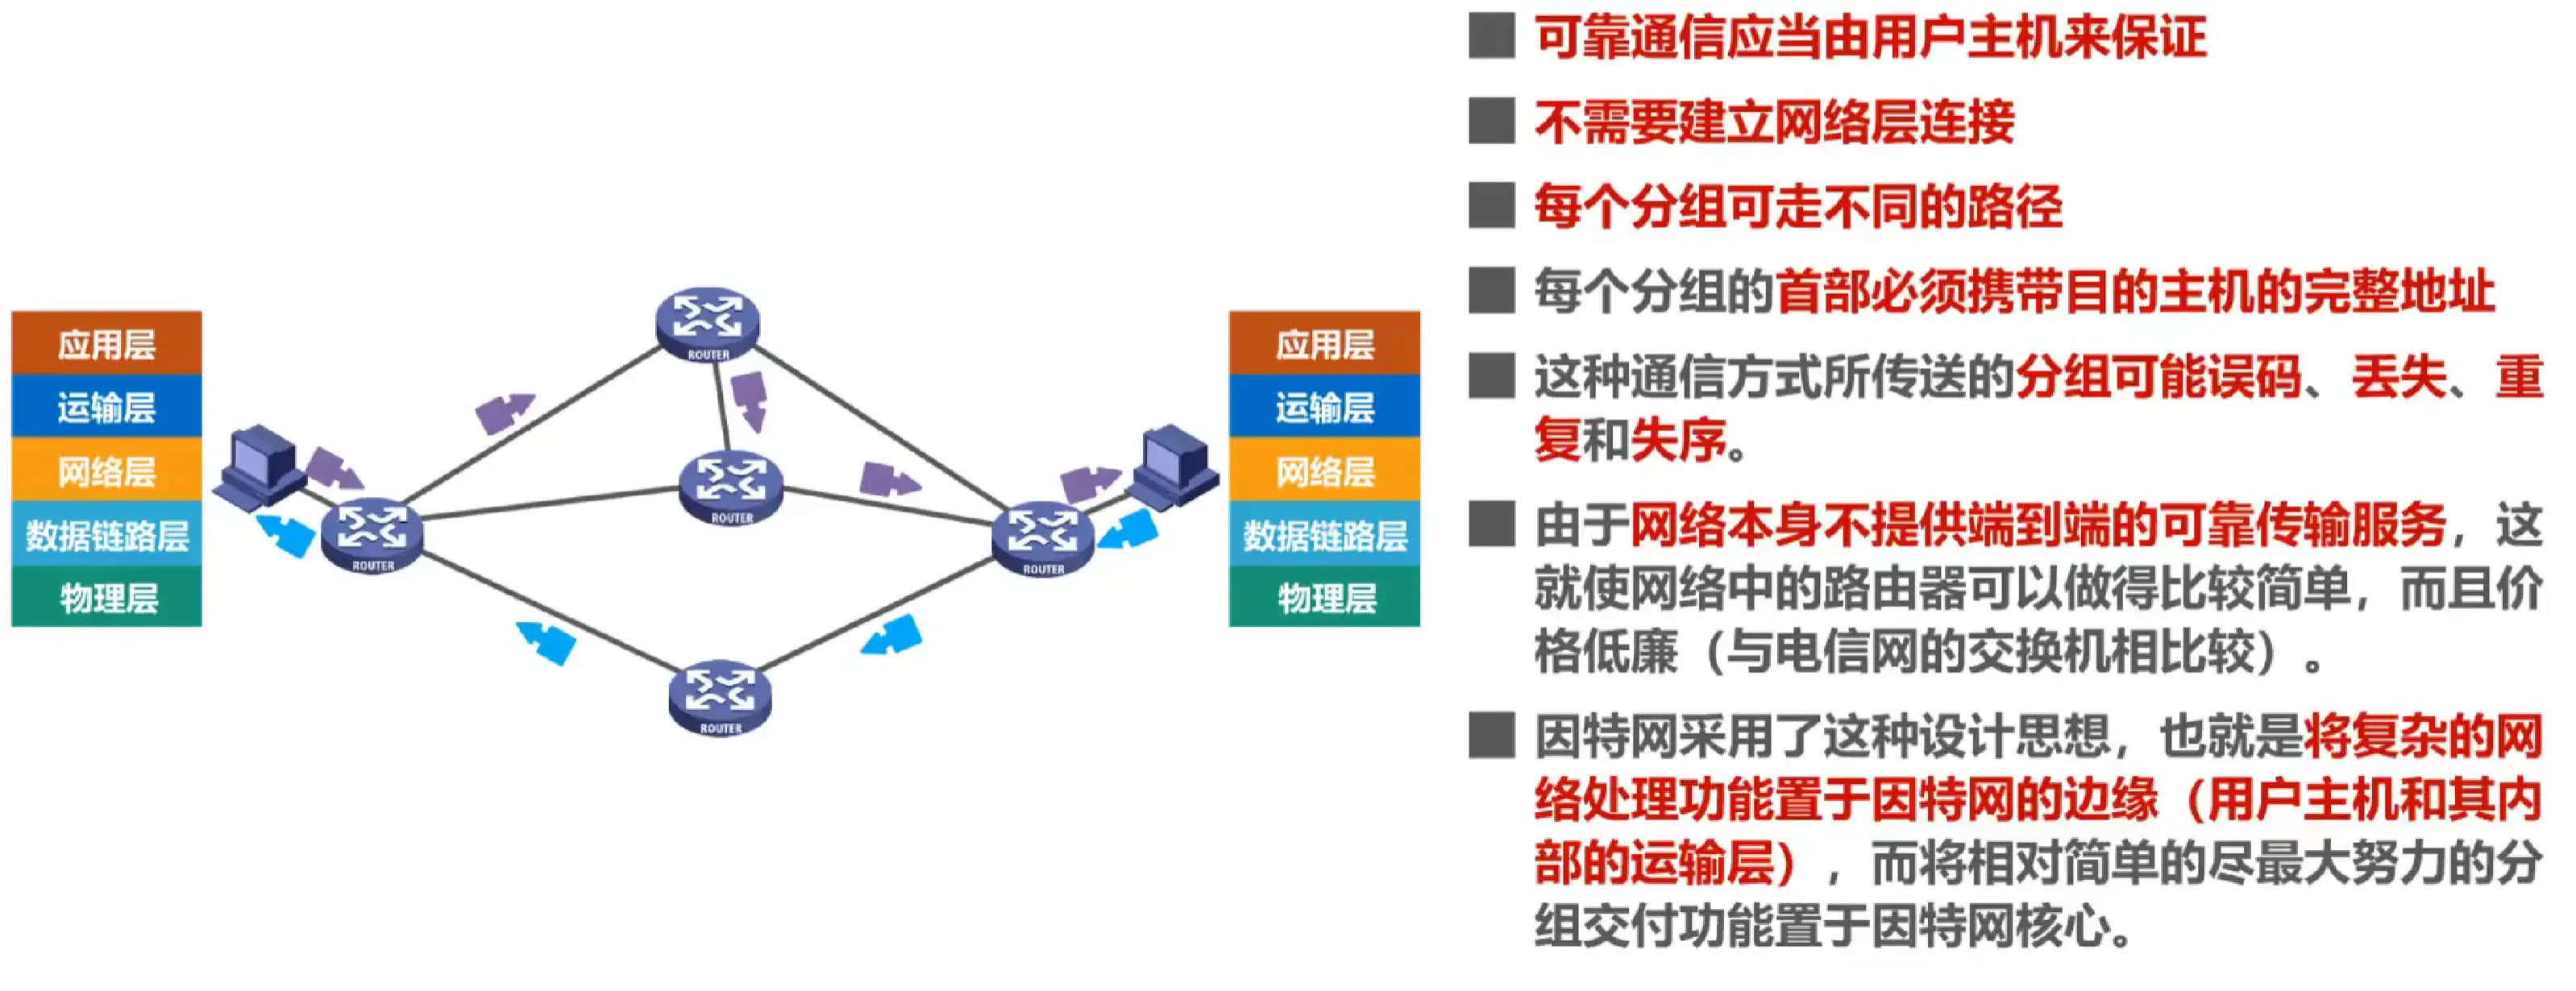 应用层
运输层
网络层
数据链路层
物理层
ROUTER
ROUTER
ROUTER
ROUTER
ROUTER
应用层
运输层
网络层
数据链路层
物理层
可靠通信应当由用户主机来保证
不需要建立网络层连接
每个分组可走不同的路径
每个分组的首部必须携带目的主机的完整地址
这种通信方式所传送的分组可能误码、丢失、重
复和失序。
由于网络本身不提供端到端的可靠传输服务，这
就使网络中的路由器可以做得比较简单，而且价
格低廉（与电信网的交换机相比较）。
因特网采用了这种设计思想，也就是将复杂的网
络处理功能置于因特网的边缘（用户主机和其内
部的运输层），而将相对简单的尽最大努力的分
组交付功能置于因特网核心。